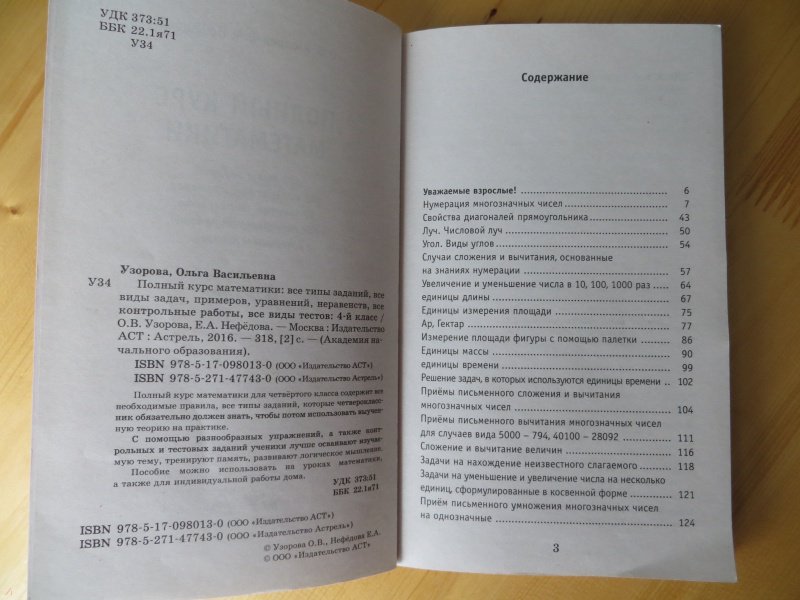 УДК 373:51
ББК 22.1я71
У34
Узорова, Ольга Васильевна
У34
Полный курс математики: все типы заданий, все
виды задач, примеров, уравнений, неравенств, все
контрольные работы, все виды тестов: 4-й класс /
О.В. Узорова, Е.А. Нефёдова. — Москва : Издательство
АСТ : Астрель, 2016. — 318, [2] с. — (Академия на-
чального образования).
ISBN 978-5-17-098013-0 (ООО «Издательство АСТ»)
ISBN 978-5-271-47743-0 (ООО «Издательство Астрель»)
Полный курс математики для четвёртого класса содержит все
необходимые правила, все типы заданий, которые четверокласс-
ник обязательно должен знать, чтобы потом использовать выучен-
ную теорию на практике.
С помощью разнообразных упражнений, а также конт-
рольных и тестовых заданий ученики лучше осваивают изучае-
мую тему, тренируют память, развивают логическое мышление.
Пособие можно использовать на уроках математики,
а также для индивидуальной работы дома.
УДК 373:51
ББК 22.1я71
ISBN 978-5-17-098013-0 (ООО «Издательство АСТ»)
ISBN 978-5-271-47743-0 (ООО «Издательство Астрель»)
© Узорова О.В., Нефёдова Е.А.
© ООО «Издательство АСТ»
Содержание
Уважаемые взрослые! 6
Нумерация многозначных чисел 7
Свойства диагоналей прямоугольника 43
Луч. Числовой луч 50
Угол. Виды углов 54
Случаи сложения и вычитания, основанные
на знаниях нумерации 57
Увеличение и уменьшение числа в 10, 100, 1000 раз 64
единицы длины 67
Единицы измерения площади 75
Ар, Гектар 77
Измерение площади фигуры с помощью палетки 86
Единицы массы 90
единицы времени 99
Решение задач, в которых используются единицы времени 102
Приёмы письменного сложения и вычитания
многозначных чисел 104
Приёмы письменного вычитания многозначных чисел
для случаев вида 5000 – 794, 40100 – 28092 111
Сложение и вычитание величин 116
Задачи на нахождение неизвестного слагаемого 118
Задачи на уменьшение и увеличение числа на несколько
единиц, сформулированные в косвенной форме 121
Приём письменного умножения многозначных чисел
на однозначные 124
3